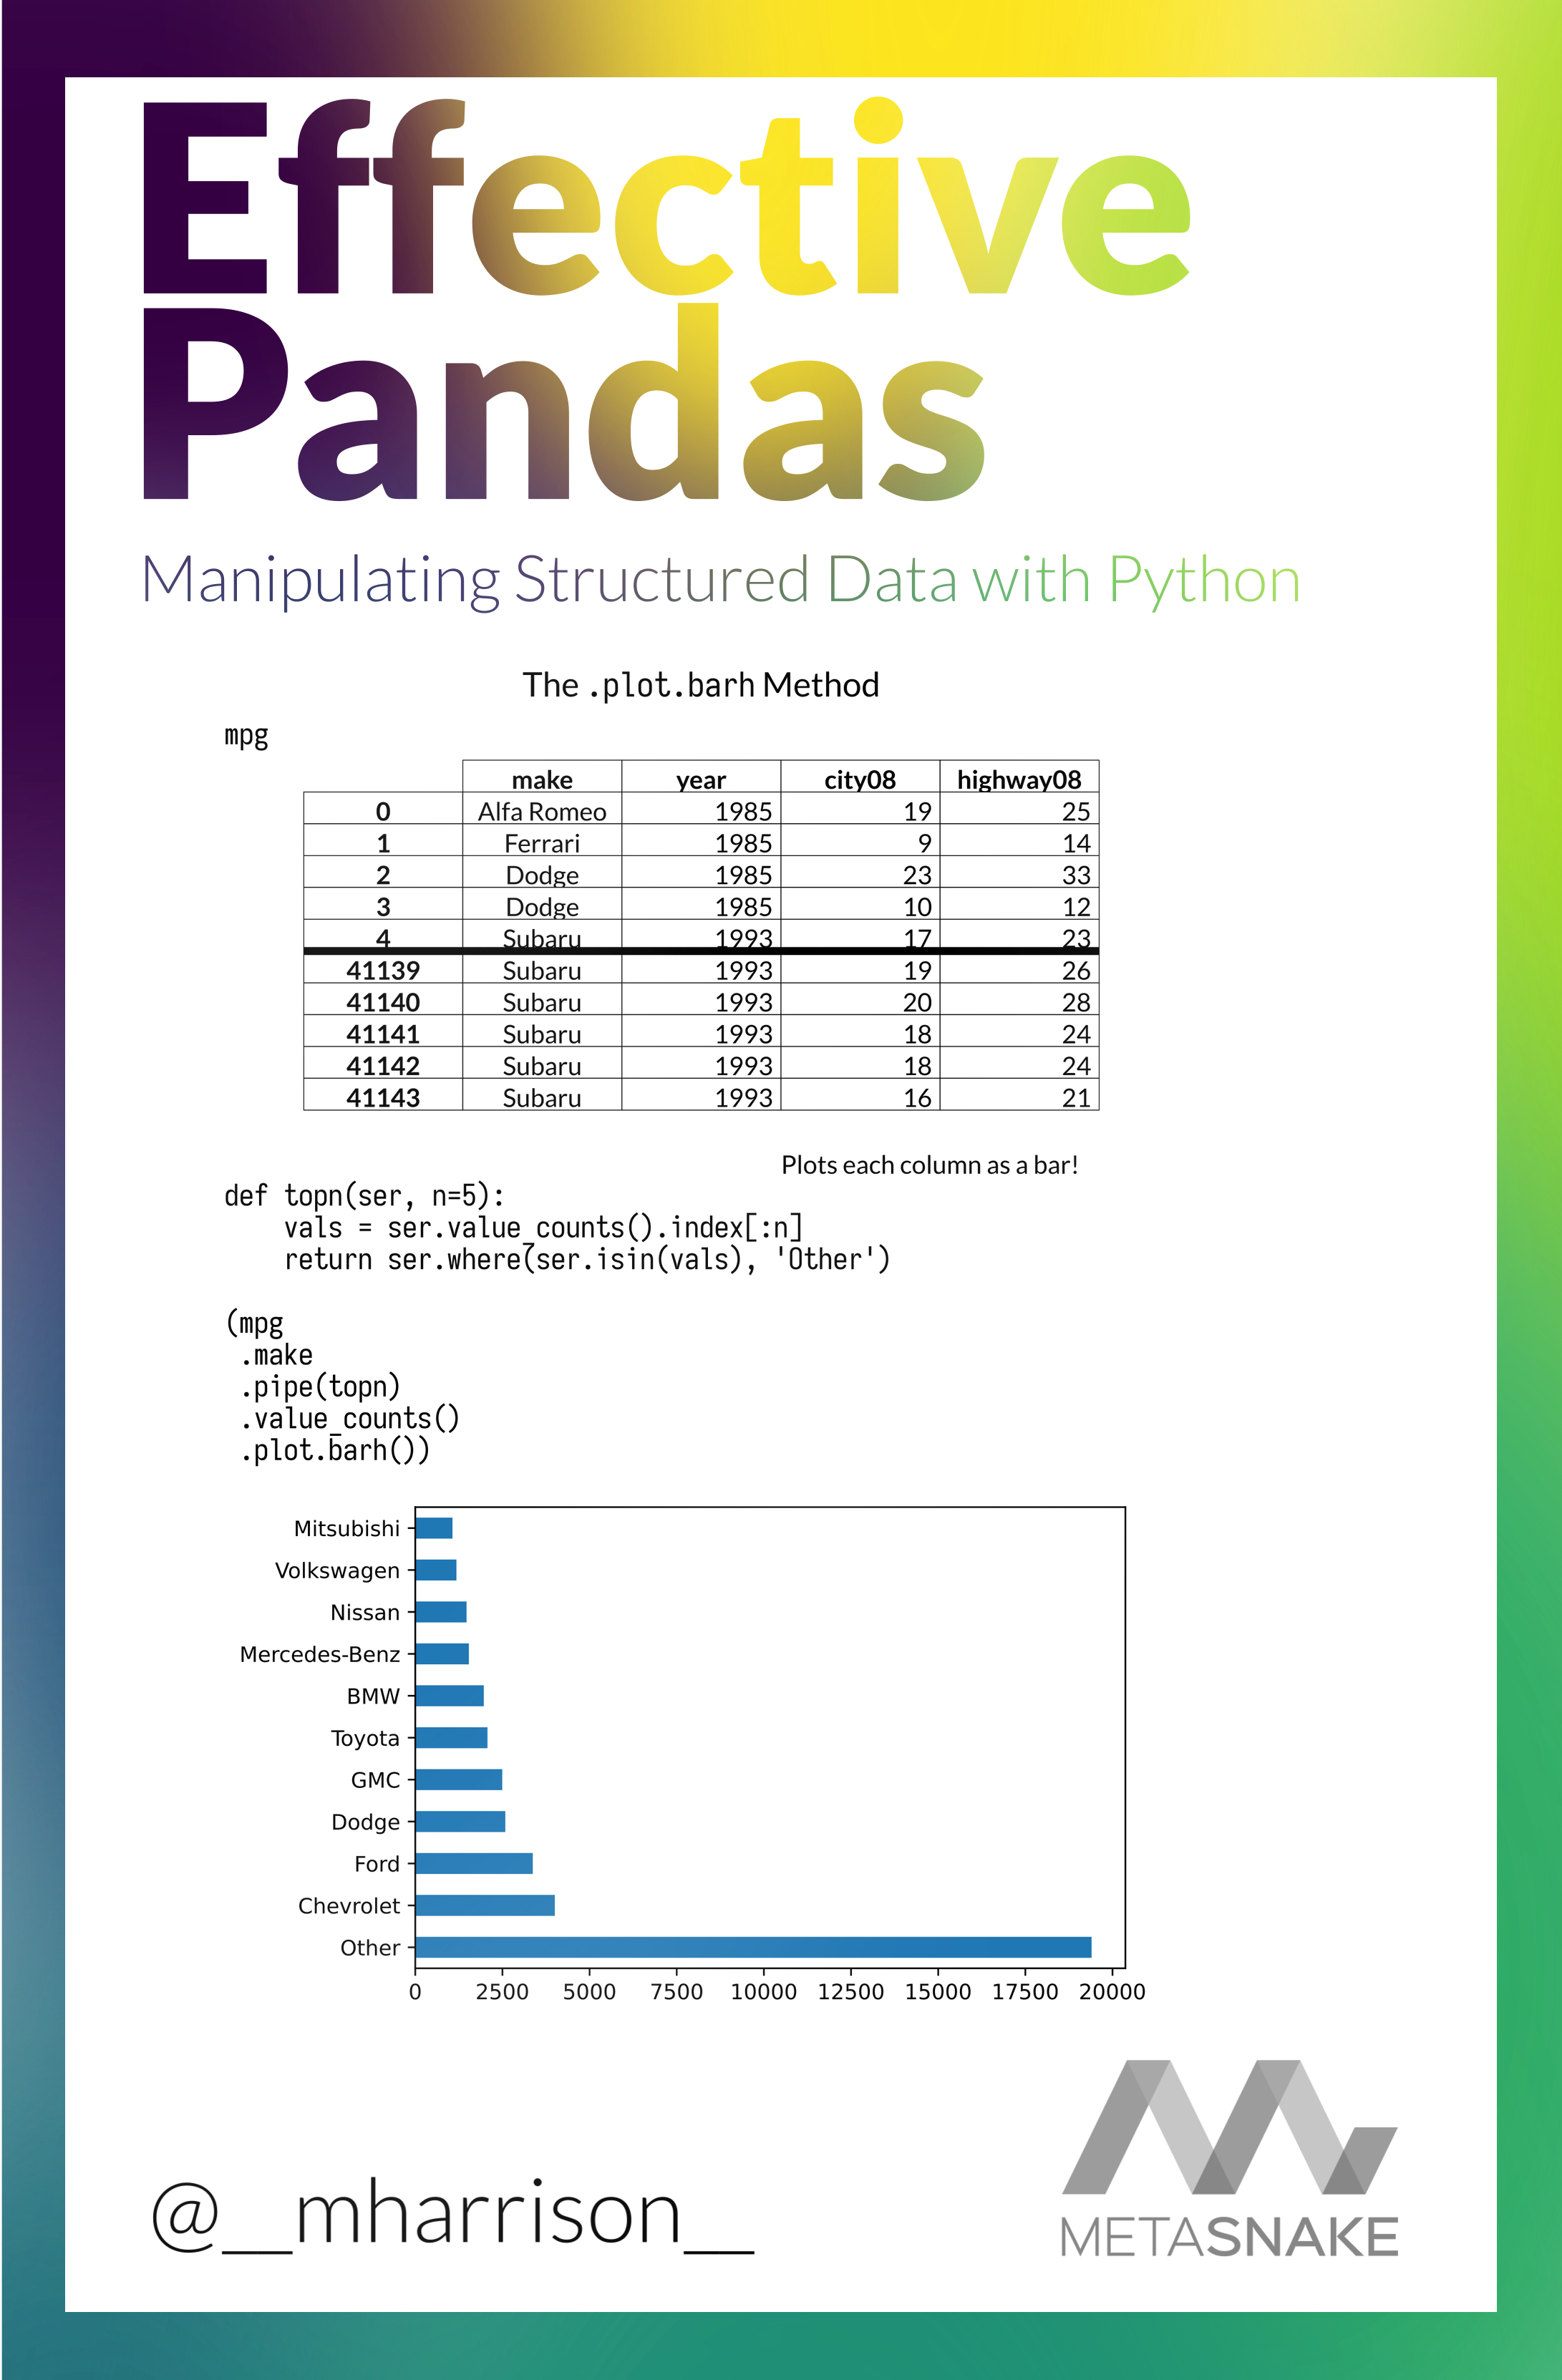 Effective
Pandas
Manipulating Structured Data with Python
The .plot.barh Method
mpg
make year city08 highway08
0 Alfa Romeo 1985 19 25
1 Ferrari 1985 9 14
2 Dodge 1985 23 33
3 Dodge 1985 10 12
4 Subaru 1993 17 23
41139 Subaru 1993 19 26
41140 Subaru 1993 20 28
41141 Subaru 1993 18 24
41142 Subaru 1993 18 24
41143 Subaru 1993 16 21
Plots each column as a bar!
def topn(ser, n=5):
    vals = ser.value_counts().index[:n]
    return ser.where(ser.isin(vals), 'Other')
(mpg
 .make
 .pipe(topn)
 .value_counts()
 .plot.barh())
Mitsubishi
Volkswagen
Nissan
Mercedes-Benz
BMW
Toyota
GMC
Dodge
Ford
Chevrolet
Other
0 2500 5000 7500 10000 12500 15000 17500 20000
@__mharrison__
METASNAKE